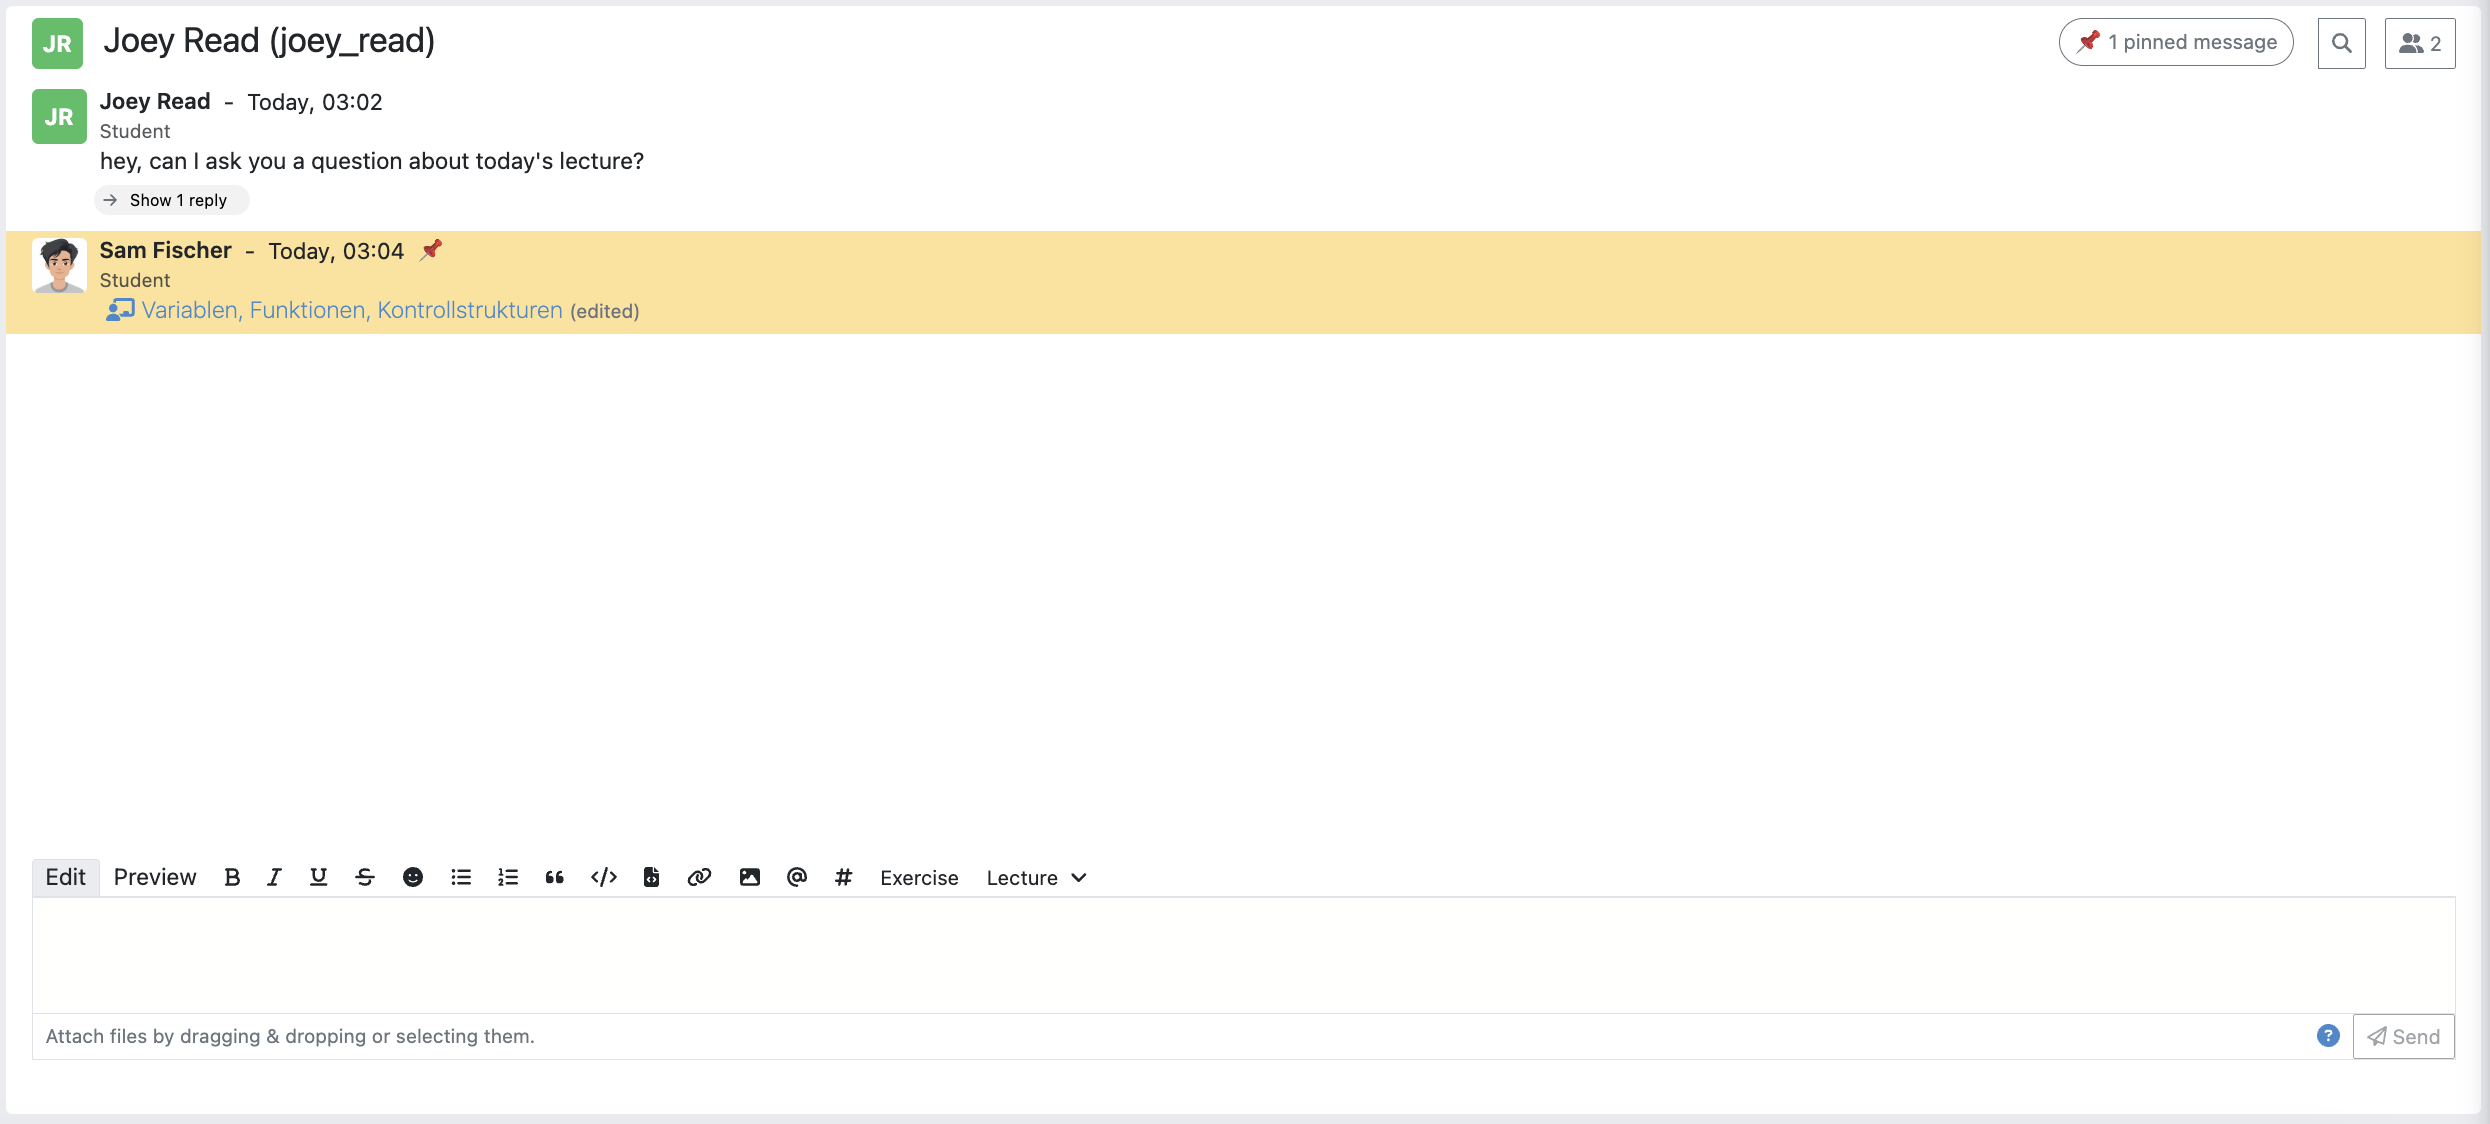 JR Joey Read (joey_read) 1 pinned message 2
JR Joey Read - Today, 03:02
Student
hey, can I ask you a question about today's lecture?
Show 1 reply
Sam Fischer - Today, 03:04
Student
Variablen, Funktionen, Kontrollstrukturen (edited)
Edit Preview B I U S </> @ # Exercise Lecture
Attach files by dragging & dropping or selecting them. ? Send